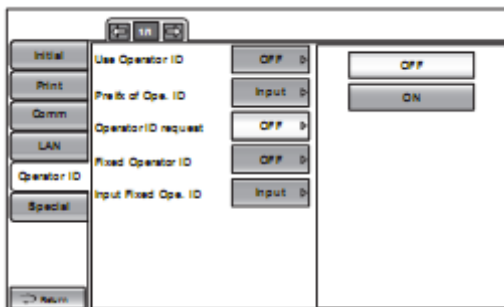 1/1
Initial
Print
Comm
LAN
Operator ID
Special
Return
Use Operator ID OFF
Prefix of Ope. ID Input
Operator ID request OFF
Fixed Operator ID OFF
Input Fixed Ope. ID Input
OFF
ON